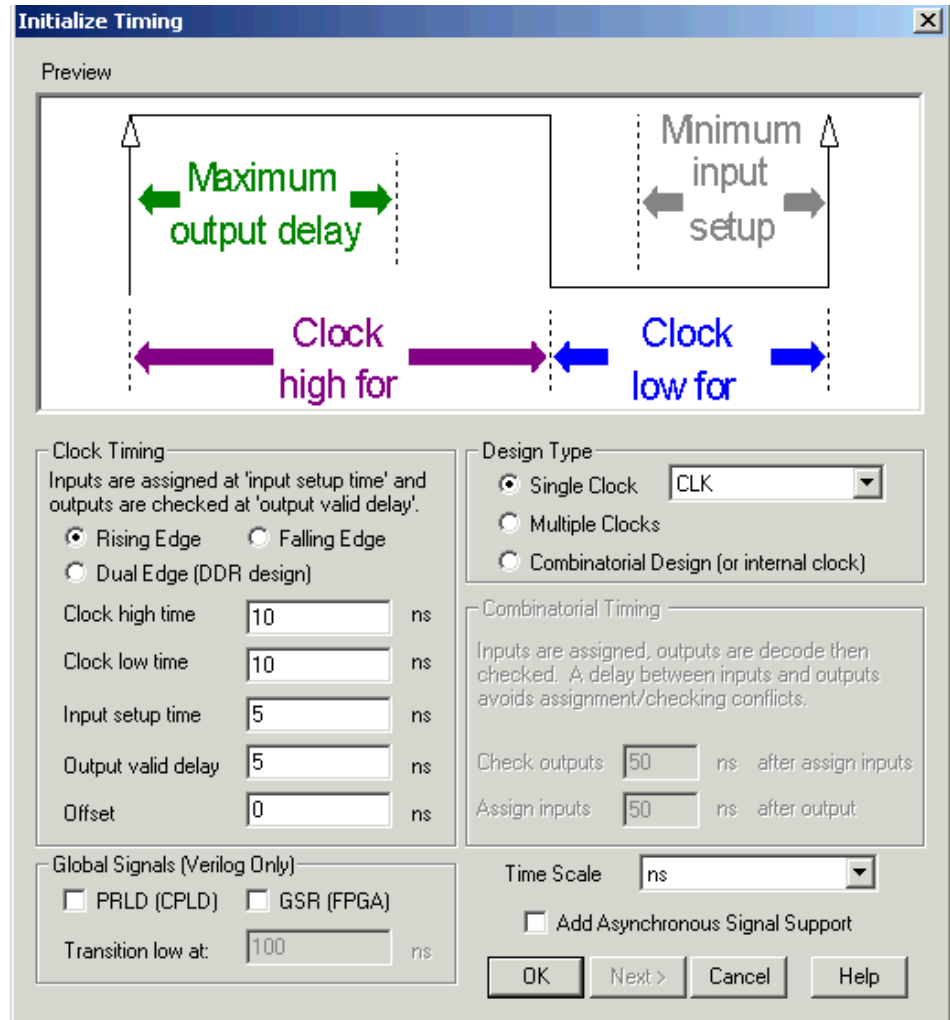 Initialize Timing
Preview
Maximum
output delay
Minimum
input
setup
Clock
high for
Clock
low for
Clock Timing
Inputs are assigned at 'input setup time' and
outputs are checked at 'output valid delay'.
Rising Edge
Falling Edge
Dual Edge (DDR design)
Clock high time 10 ns
Clock low time 10 ns
Input setup time 5 ns
Output valid delay 5 ns
Offset 0 ns
Global Signals (Verilog Only)
PRLD (CPLD)
GSR (FPGA)
Transition low at: 100 ns
Design Type
Single Clock CLK
Multiple Clocks
Combinatorial Design (or internal clock)
Combinatorial Timing
Inputs are assigned, outputs are decode then
checked. A delay between inputs and outputs
avoids assignment/checking conflicts.
Check outputs 50 ns after assign inputs
Assign inputs 50 ns after output
Time Scale ns
Add Asynchronous Signal Support
OK
Next >
Cancel
Help